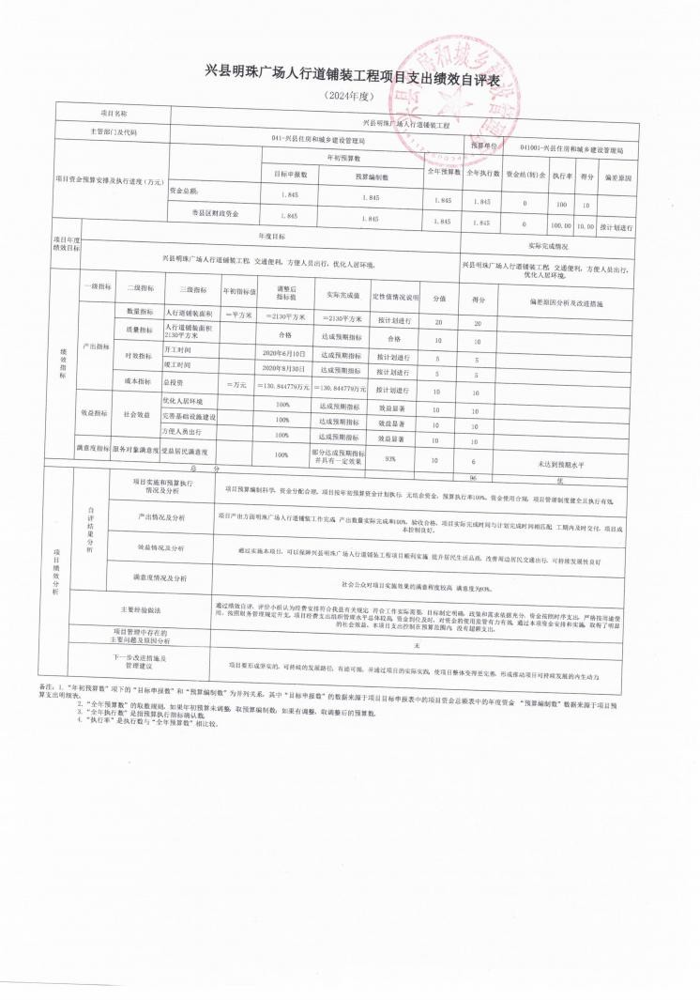 兴县明珠广场人行道铺装工程项目支出绩效自评表
（2024年度）
项目名称 兴县明珠广场人行道铺装工程
主管部门及代码 041-兴县住房和城乡建设管理局 预算单位 041001-兴县住房和城乡建设管理局
项目资金预算安排及执行进度（万元） 年初预算数 全年预算数 全年执行数 资金结(转)余 执行率 得分 偏差原因
目标申报数 预算编制数
资金总额: 1.845 1.845 1.845 1.845 0 100 10
市县区财政资金 1.845 1.845 1.845 1.845 0 100.00 10.00 按计划进行
项目年度绩效目标 年度目标 实际完成情况
兴县明珠广场人行道铺装工程，交通便利，方便人员出行，优化人居环境。 兴县明珠广场人行道铺装工程，交通便利，方便人员出行，
优化人居环境。
绩效指标 一级指标 二级指标 三级指标 年初指标值 调整后指标值 实际完成值 定性值情况说明 分值 得分 偏差原因分析及改进措施
产出指标 数量指标 人行道铺装面积 =平方米 =2130平方米 =2130平方米 按计划进行 20 20
质量指标 人行道铺装面积2130平方米 合格 达成预期指标 合格 10 10
时效指标 开工时间 2020年6月10日 达成预期指标 按计划进行 5 5
竣工时间 2020年8月30日 达成预期指标 按计划进行 5 5
成本指标 总投资 =万元 =130.844779万元 =130.844779万元 按计划进行 10 10
效益指标 社会效益 优化人居环境 100% 达成预期指标 效益显著 10 10
完善基础设施建设 100% 达成预期指标 效益显著 10 10
方便人员出行 100% 达成预期指标 效益显著 10 10
满意度指标 服务对象满意度 受益居民满意度 100% 部分达成预期指标并具有一定效果 93% 10 6 未达到预期水平
总 分 96 优
项目绩效分析 自评结果分析 项目实施和预算执行情况及分析 项目预算编制科学，资金分配合理。项目按年初预算资金计划执行，无结余资金，预算执行率100%。资金使用合规，项目管理制度健全且执行有效。
产出情况及分析 项目产出方面明珠广场人行道铺装工作完成，产出数量实际完成率100%，验收合格，项目实际完成时间与计划完成时间相匹配，工期内及时交付，项目成
本控制良好。
效益情况及分析 通过实施本项目，可以保障兴县明珠广场人行道铺装工程项目顺利实施，提升居民生活品质，改善周边居民交通出行，可持续发展性良好
满意度情况及分析 社会公众对项目实施效果的满意程度较高，满意度为93%。
主要经验做法 通过绩效自评，评价小组认为经费安排符合我县有关规定，符合工作实际需要，目标制定明确，政策和需求依据充分，资金按照时序支出，严格按用途使
用，按照财务管理规定开支，项目经费支出组织管理水平总体较高，资金到位及时，对资金的使用监管有力有效，通过本项资金安排和实施，取得了明显
的社会效益。本项目支出控制在预算范围内，没有超额支出。
项目管理中存在的主要问题及原因分析 无
下一步改进措施及管理建议 项目要形成坚实的，可持续的发展路径，有迹可循，并通过项目的实际实践，使项目整体变得更完善，形成推动项目可持续发展的内生动力
备注：1.“年初预算数”项下的“目标申报数”和“预算编制数”为并列关系，其中“目标申报数”的数据来源于项目目标申报表中的项目资金总额表中的年度资金，“预算编制数”数据来源于项目预
算支出明细表。
2.“全年预算数”的取数规则，如果年初预算未调整，取预算编制数；如果有调整，取调整后的预算数。
3.“全年执行数”是指预算执行指标确认数。
4.“执行率”是执行数与“全年预算数”相比较。